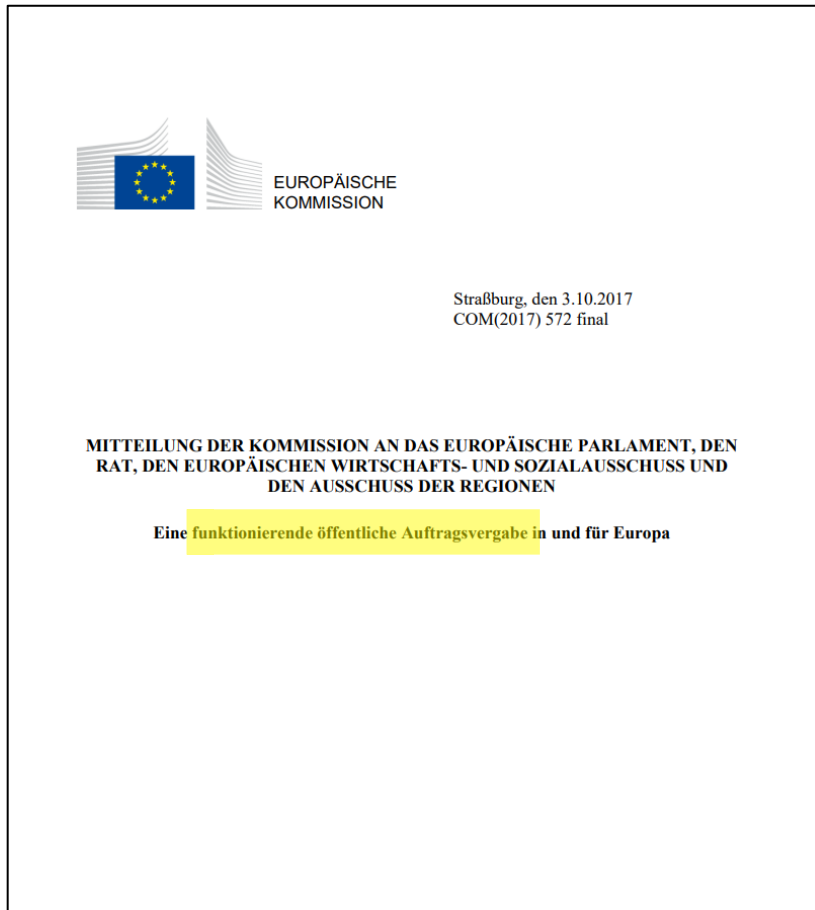 EUROPÄISCHE
KOMMISSION
Straßburg, den 3.10.2017
COM(2017) 572 final
MITTEILUNG DER KOMMISSION AN DAS EUROPÄISCHE PARLAMENT, DEN
RAT, DEN EUROPÄISCHEN WIRTSCHAFTS- UND SOZIALAUSSCHUSS UND
DEN AUSSCHUSS DER REGIONEN
Eine funktionierende öffentliche Auftragsvergabe in und für Europa